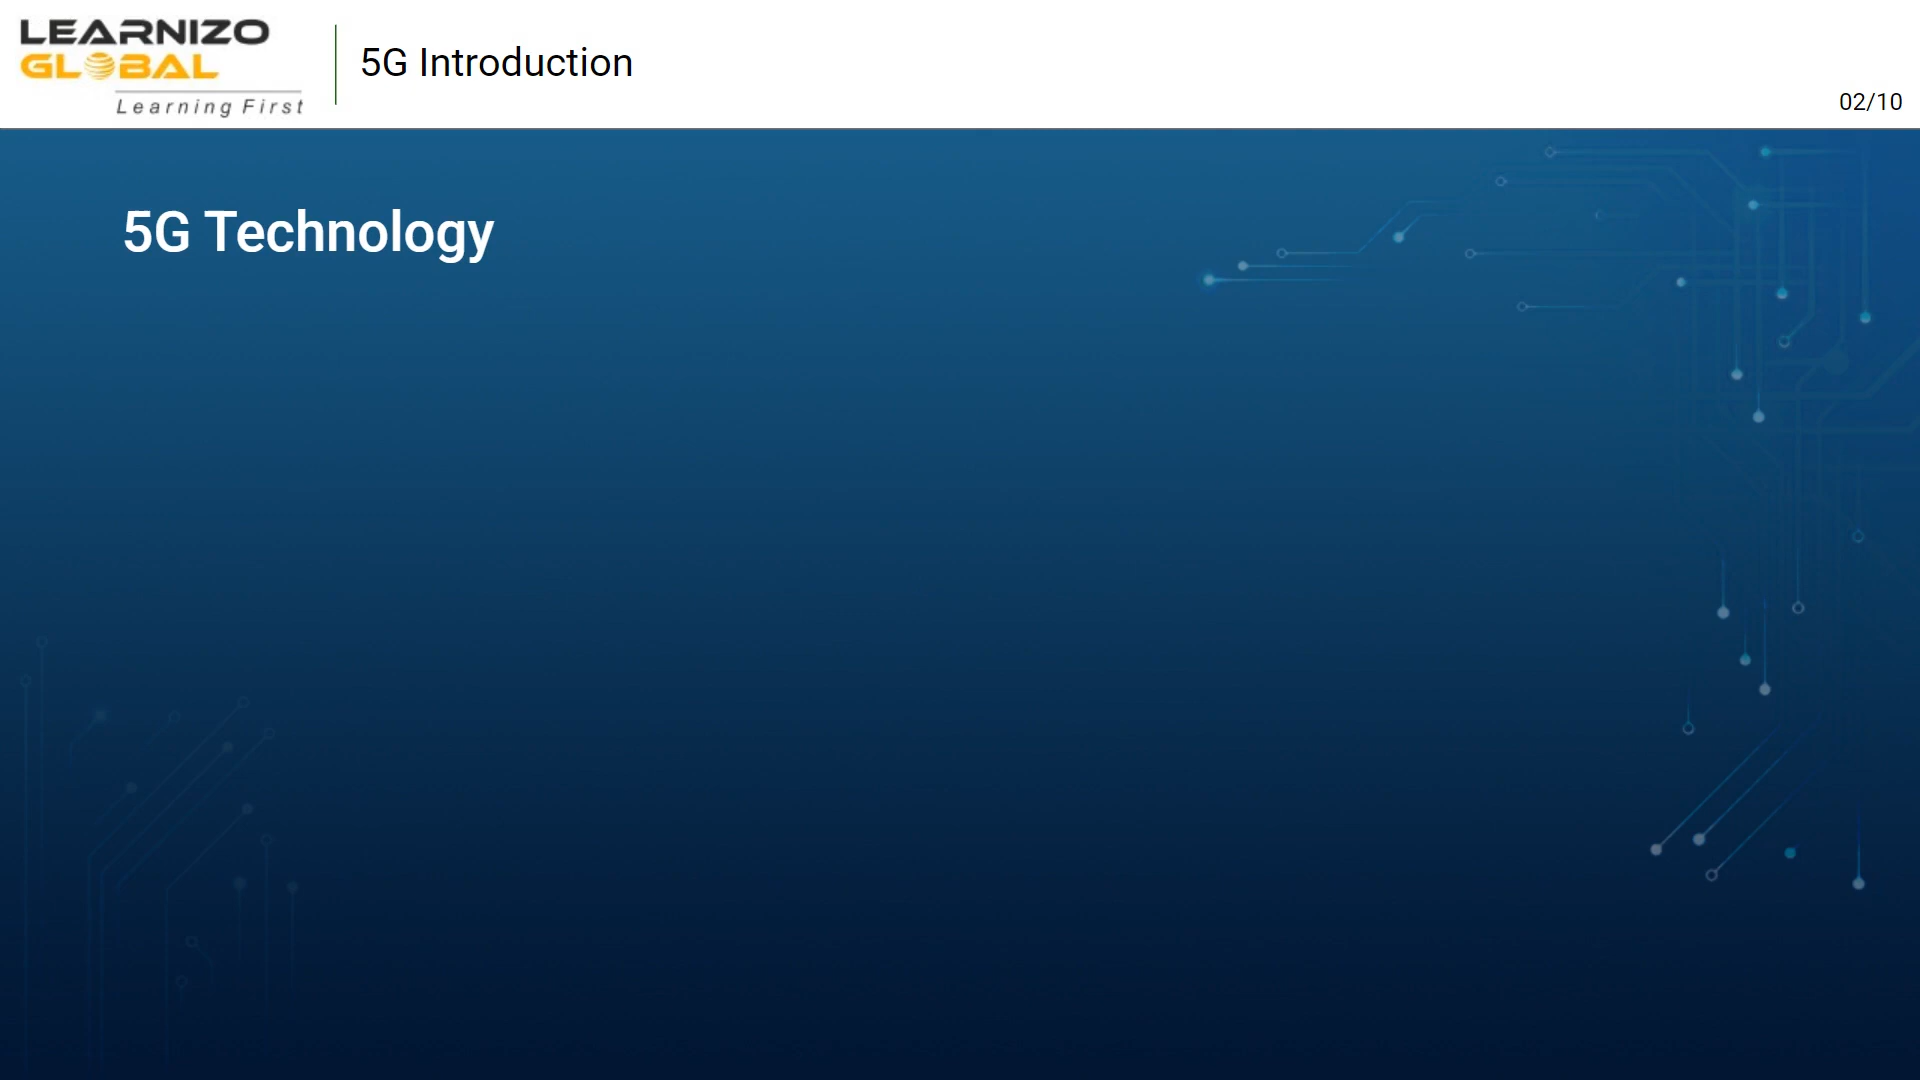 LEARNIZO
GLOBAL
Learning First
5G Introduction
02/10
5G Technology